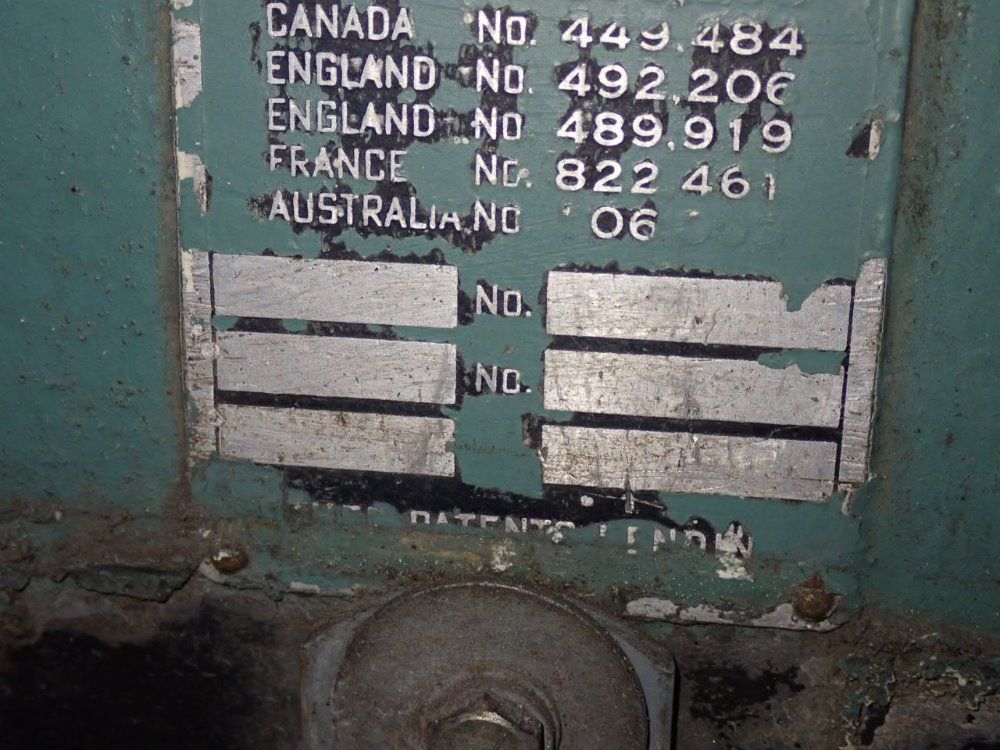 CANADA No. 449.484
ENGLAND No. 492.206
ENGLAND No 489.919
FRANCE No. 822 461
AUSTRALIA NO 06
No.
No.
PATENTS